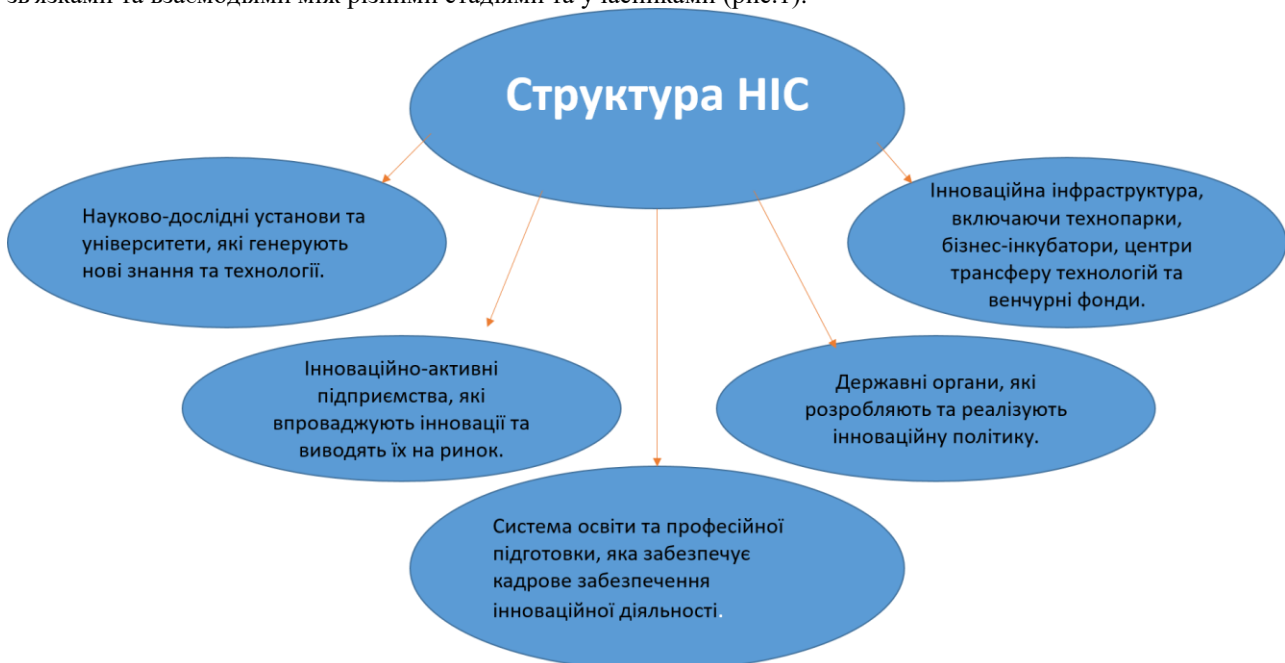 зв'язками та взаємодіями між різними стадіями та учасниками (рис.1).
Структура НІС
Науково-дослідні установи та
університети, які генерують
нові знання та технології.
Інноваційна інфраструктура,
включаючи технопарки,
бізнес-інкубатори, центри
трансферу технологій та
венчурні фонди.
Інноваційно-активні
підприємства, які
впроваджують інновації та
виводять їх на ринок.
Державні органи, які
розробляють та реалізують
інноваційну політику.
Система освіти та професійної
підготовки, яка забезпечує
кадрове забезпечення
інноваційної діяльності.